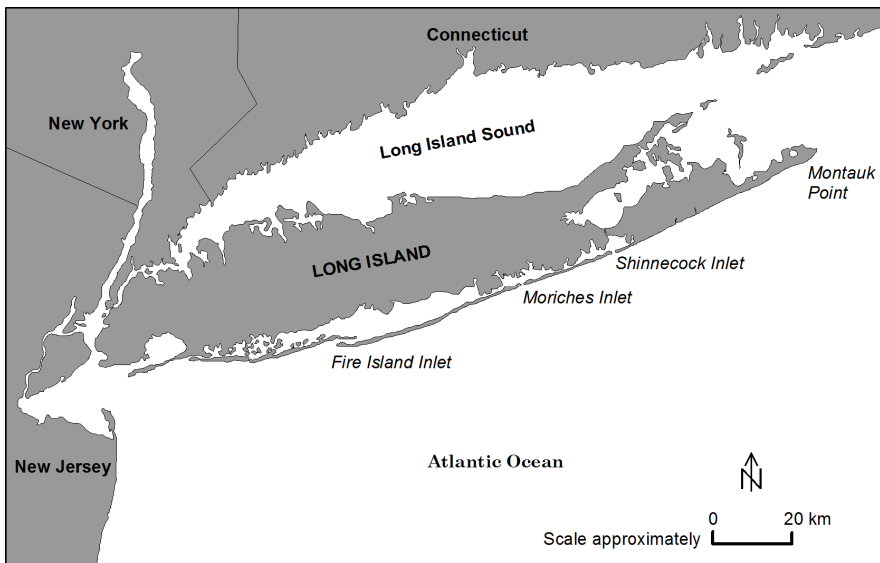 Connecticut
New York
Long Island Sound
Montauk
Point
LONG ISLAND
Shinnecock Inlet
Moriches Inlet
Fire Island Inlet
New Jersey
Atlantic Ocean
N
0 20 km
Scale approximately